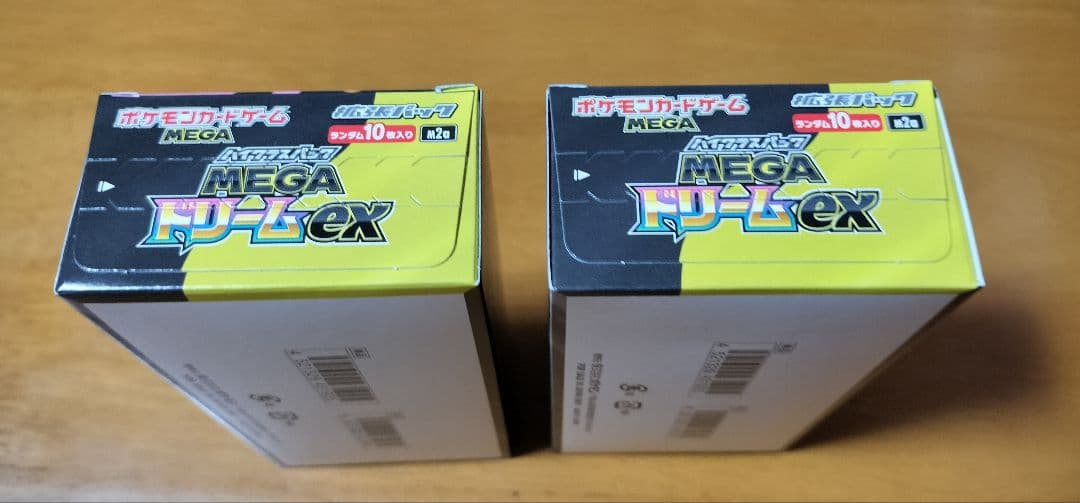 ポケモンカードゲーム
MEGA
拡張パック
ランダム10枚入り
M2a
ハイクラスパック
MEGA
ドリームex
ポケモンカードゲーム
MEGA
拡張パック
ランダム10枚入り
M2a
ハイクラスパック
MEGA
ドリームex